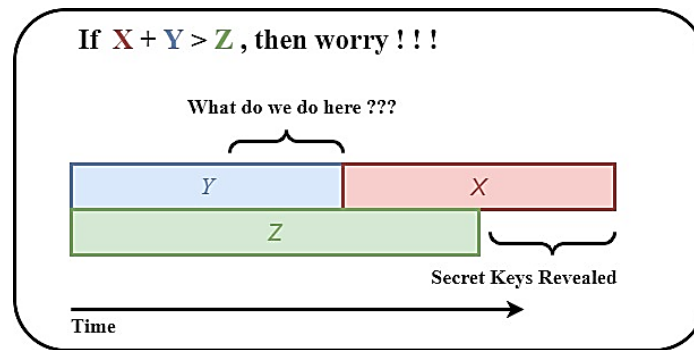 If X + Y > Z , then worry ! ! !
What do we do here ???
Y
X
Z
Secret Keys Revealed
Time